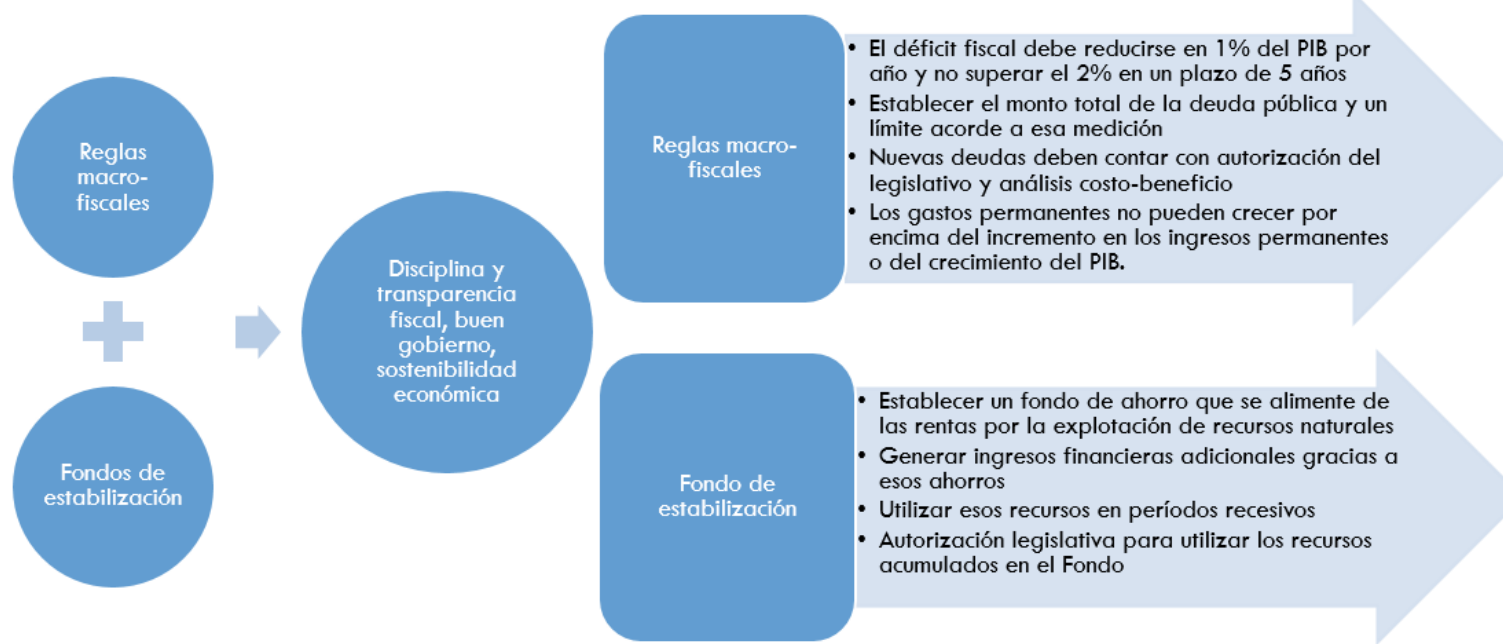 Reglas
macro-
fiscales
Fondos de
estabilización
Disciplina y
transparencia
fiscal, buen
gobierno,
sostenibilidad
económica
Reglas macro-
fiscales
• El déficit fiscal debe reducirse en 1% del PIB por
año y no superar el 2% en un plazo de 5 años
• Establecer el monto total de la deuda pública y un
límite acorde a esa medición
• Nuevas deudas deben contar con autorización del
legislativo y análisis costo-beneficio
• Los gastos permanentes no pueden crecer por
encima del incremento en los ingresos permanentes
o del crecimiento del PIB.
Fondo de
estabilización
• Establecer un fondo de ahorro que se alimente de
las rentas por la explotación de recursos naturales
• Generar ingresos financieras adicionales gracias a
esos ahorros
• Utilizar esos recursos en períodos recesivos
• Autorización legislativa para utilizar los recursos
acumulados en el Fondo